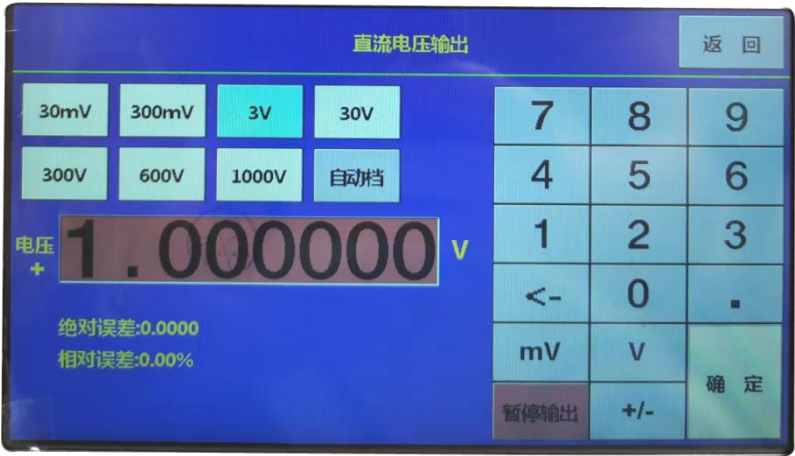 直流电压输出
返 回
30mV 300mV 3V 30V
300V 600V 1000V 自动档
电压
+
1.000000 V
绝对误差:0.0000
相对误差:0.00%
7 8 9
4 5 6
1 2 3
<- 0 .
mV V
确 定
暂停输出 +/-